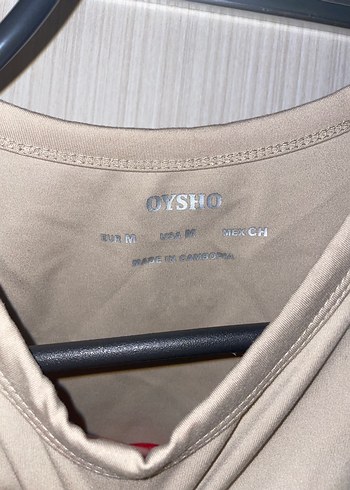 OYSHO
EUR M USA M MEX CH
MADE IN CAMBODIA